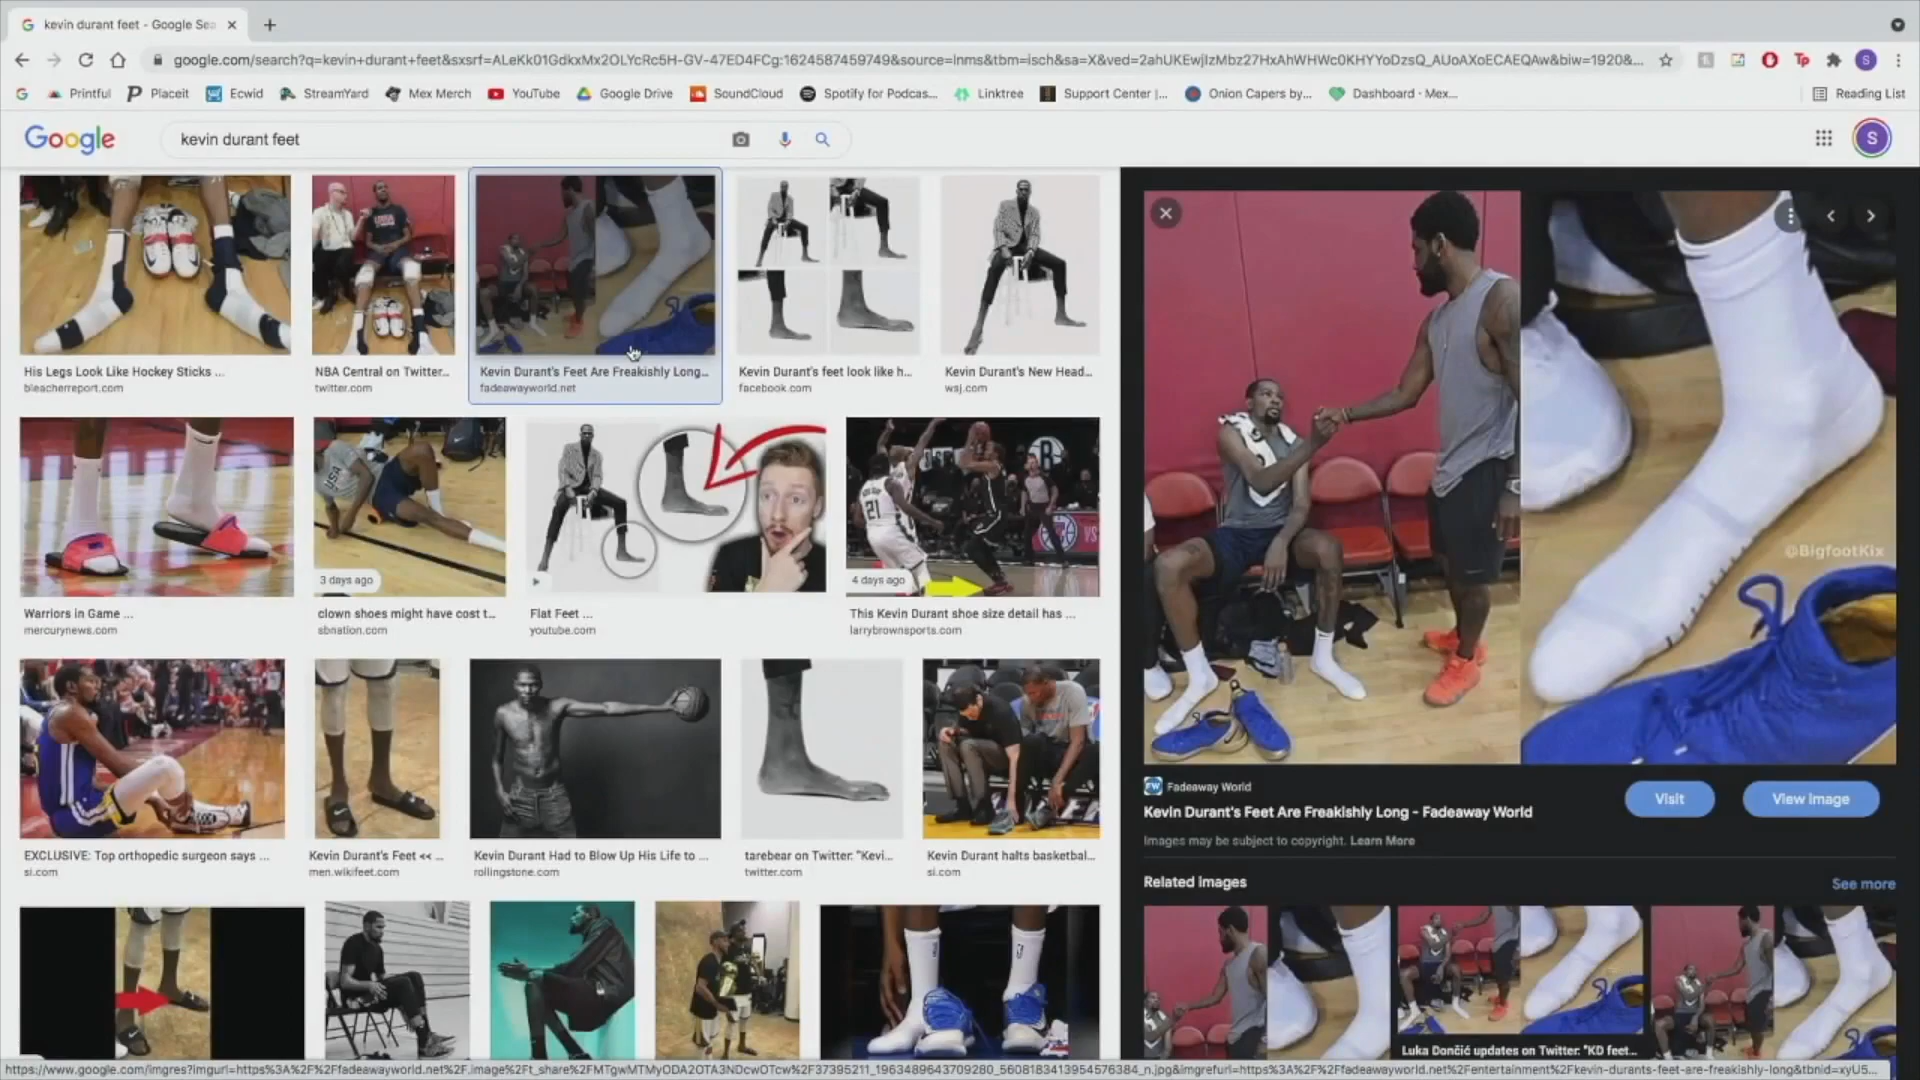 kevin durant feet - Google Sea
google.com/search?q=kevin+durant+feet&sxsrf=ALeKk01GdkxMx2OLYcRc5H-GV-47ED4FCg:1624587459749&source=lnms&tbm=isch&sa=X&ved=2ahUKEwjIzMbz27HxAhWHWc0KHYYoDzsQ_AUoAXoECAEQAw&biw=1920&...
Printful Placeit Ecwid StreamYard Mex Merch YouTube Google Drive SoundCloud Spotify for Podcas... Linktree Support Center |... Onion Capers by... Dashboard · Mex... Reading List
Google kevin durant feet S
His Legs Look Like Hockey Sticks ...
bleacherreport.com
NBA Central on Twitter...
twitter.com
Kevin Durant's Feet Are Freakishly Long...
fadeawayworld.net
Kevin Durant's feet look like h...
facebook.com
Kevin Durant's New Head...
wsj.com
Warriors in Game ...
mercurynews.com
USA
3 days ago
clown shoes might have cost t...
sbnation.com
Flat Feet ...
youtube.com
21
4 days ago
This Kevin Durant shoe size detail has ...
larrybrownsports.com
EXCLUSIVE: Top orthopedic surgeon says ...
si.com
Kevin Durant's Feet << ...
men.wikifeet.com
Kevin Durant Had to Blow Up His Life to ...
rollingstone.com
tarebear on Twitter: "Kevi...
twitter.com
Kevin Durant halts basketbal...
si.com
@BigfootKix
FW Fadeaway World
Kevin Durant's Feet Are Freakishly Long - Fadeaway World
Visit
View Image
Images may be subject to copyright. Learn More
Related images
See more
Luka Dončić updates on Twitter: "KD feet...